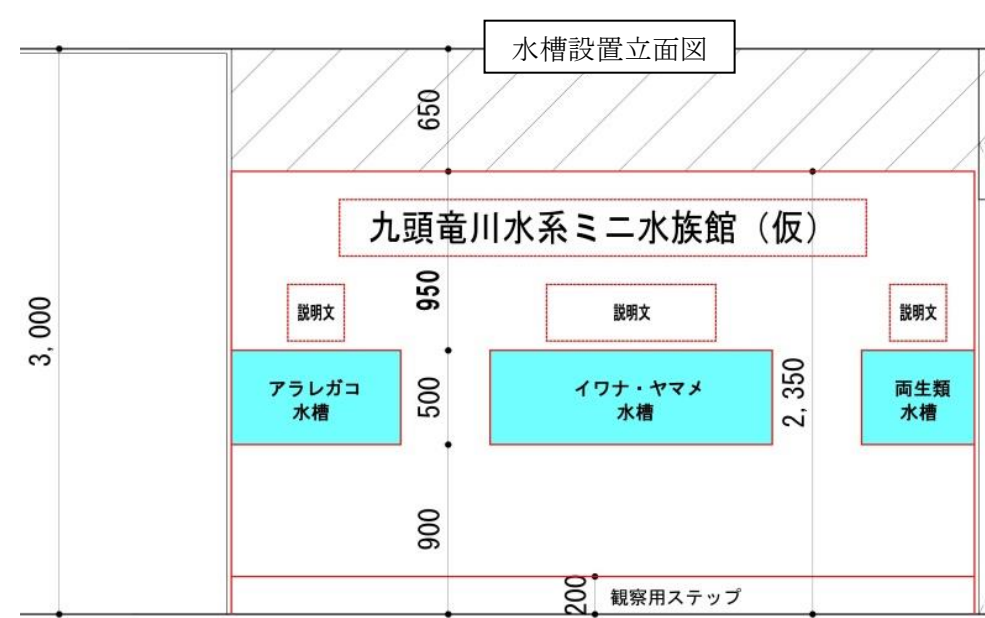 水槽設置立面図
650
九頭竜川水系ミニ水族館（仮）
950
3,000
説明文
説明文
説明文
アラレガコ
水槽
500
イワナ・ヤマメ
水槽
2,350
両生類
水槽
900
200
観察用ステップ